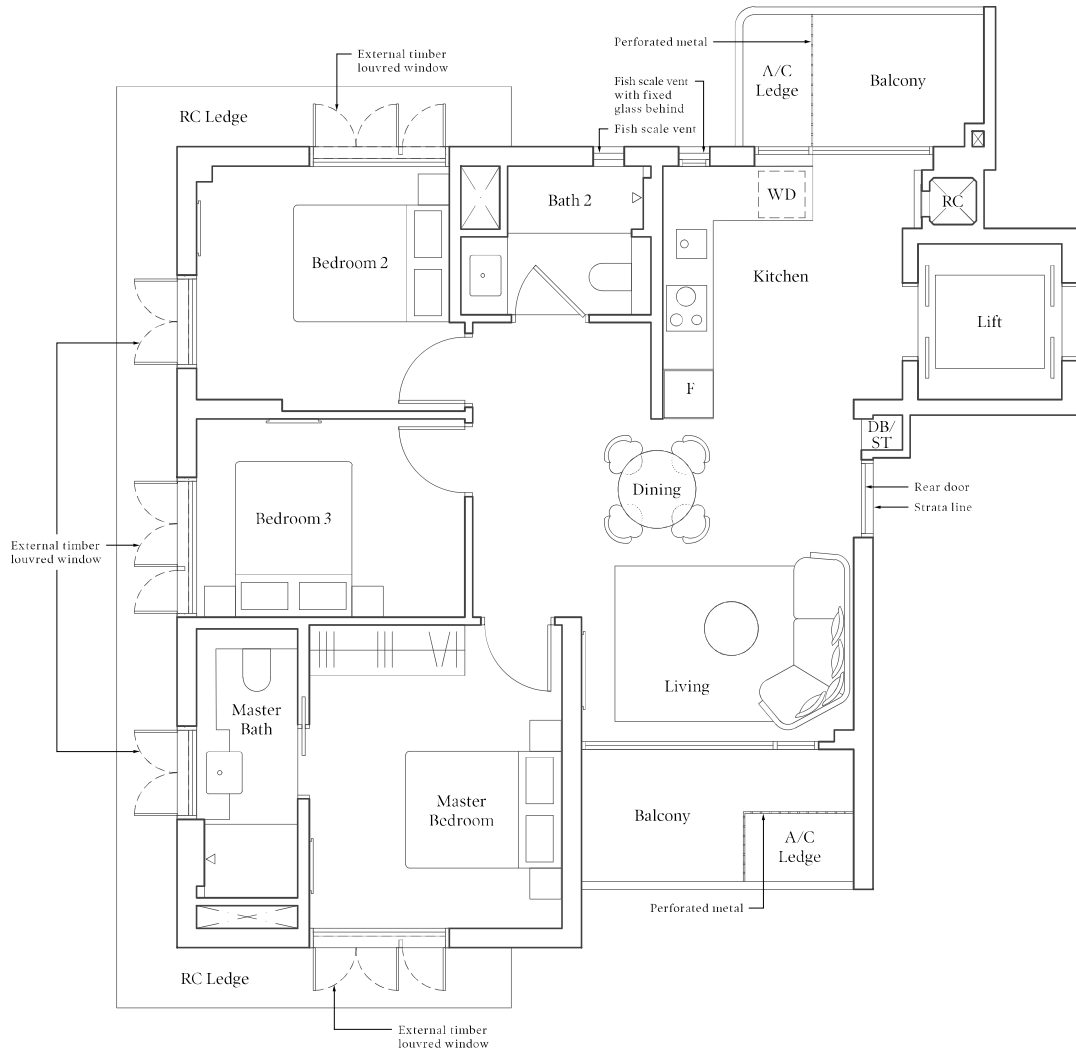 External timber
louvred window
Perforated metal
A/C
Ledge
Balcony
Fish scale vent
with fixed
glass behind
RC Ledge
Fish scale vent
WD
Bath 2
RC
Bedroom 2
Kitchen
Lift
F
DB/
ST
Dining
Rear door
Strata line
Bedroom 3
External timber
louvred window
Living
Master
Bath
Master
Bedroom
Balcony
A/C
Ledge
Perforated metal
RC Ledge
External timber
louvred window